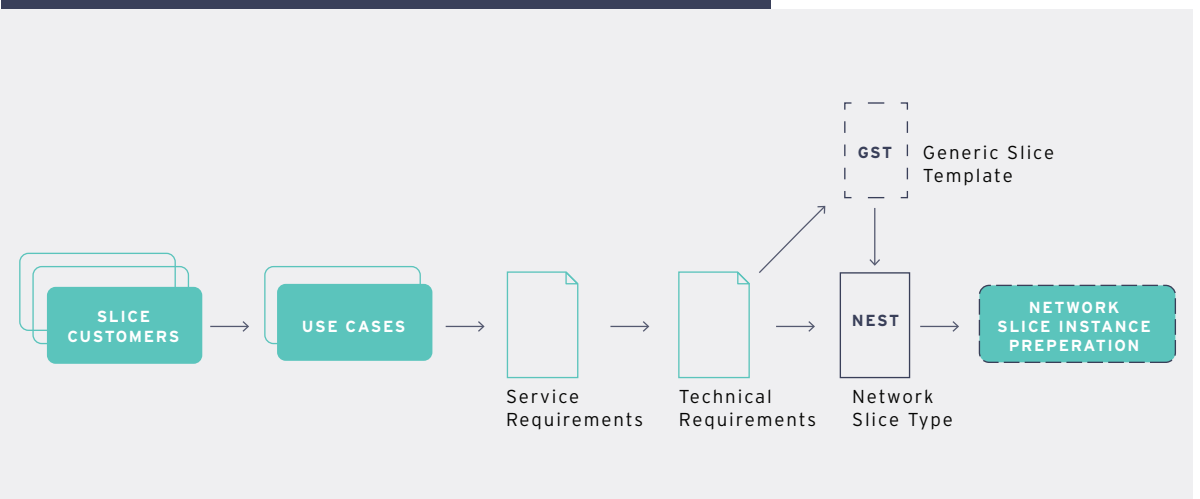 GST
Generic Slice
Template
SLICE
CUSTOMERS
USE CASES
NEST
NETWORK
SLICE INSTANCE
PREPERATION
Service
Requirements
Technical
Requirements
Network
Slice Type